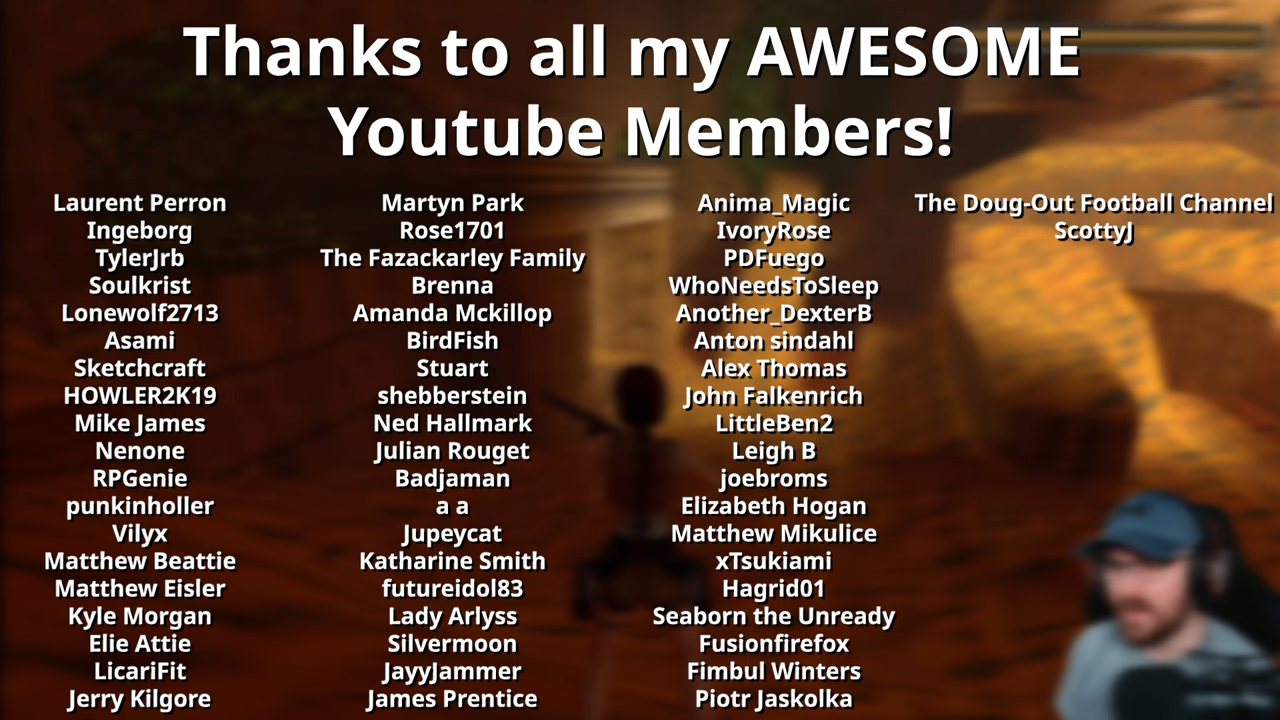 Thanks to all my AWESOME
Youtube Members!
Laurent Perron
Ingeborg
TylerJrb
Soulkrist
Lonewolf2713
Asami
Sketchcraft
HOWLER2K19
Mike James
Nenone
RPGenie
punkinholler
Vilyx
Matthew Beattie
Matthew Eisler
Kyle Morgan
Elie Attie
LicariFit
Jerry Kilgore
Martyn Park
Rose1701
The Fazackarley Family
Brenna
Amanda Mckillop
BirdFish
Stuart
shebberstein
Ned Hallmark
Julian Rouget
Badjaman
a a
Jupeycat
Katharine Smith
futureidol83
Lady Arlyss
Silvermoon
JayyJammer
James Prentice
Anima_Magic
IvoryRose
PDFuego
WhoNeedsToSleep
Another_DexterB
Anton sindahl
Alex Thomas
John Falkenrich
LittleBen2
Leigh B
joebroms
Elizabeth Hogan
Matthew Mikulice
xTsukiami
Hagrid01
Seaborn the Unready
Fusionfirefox
Fimbul Winters
Piotr Jaskolka
The Doug-Out Football Channel
ScottyJ